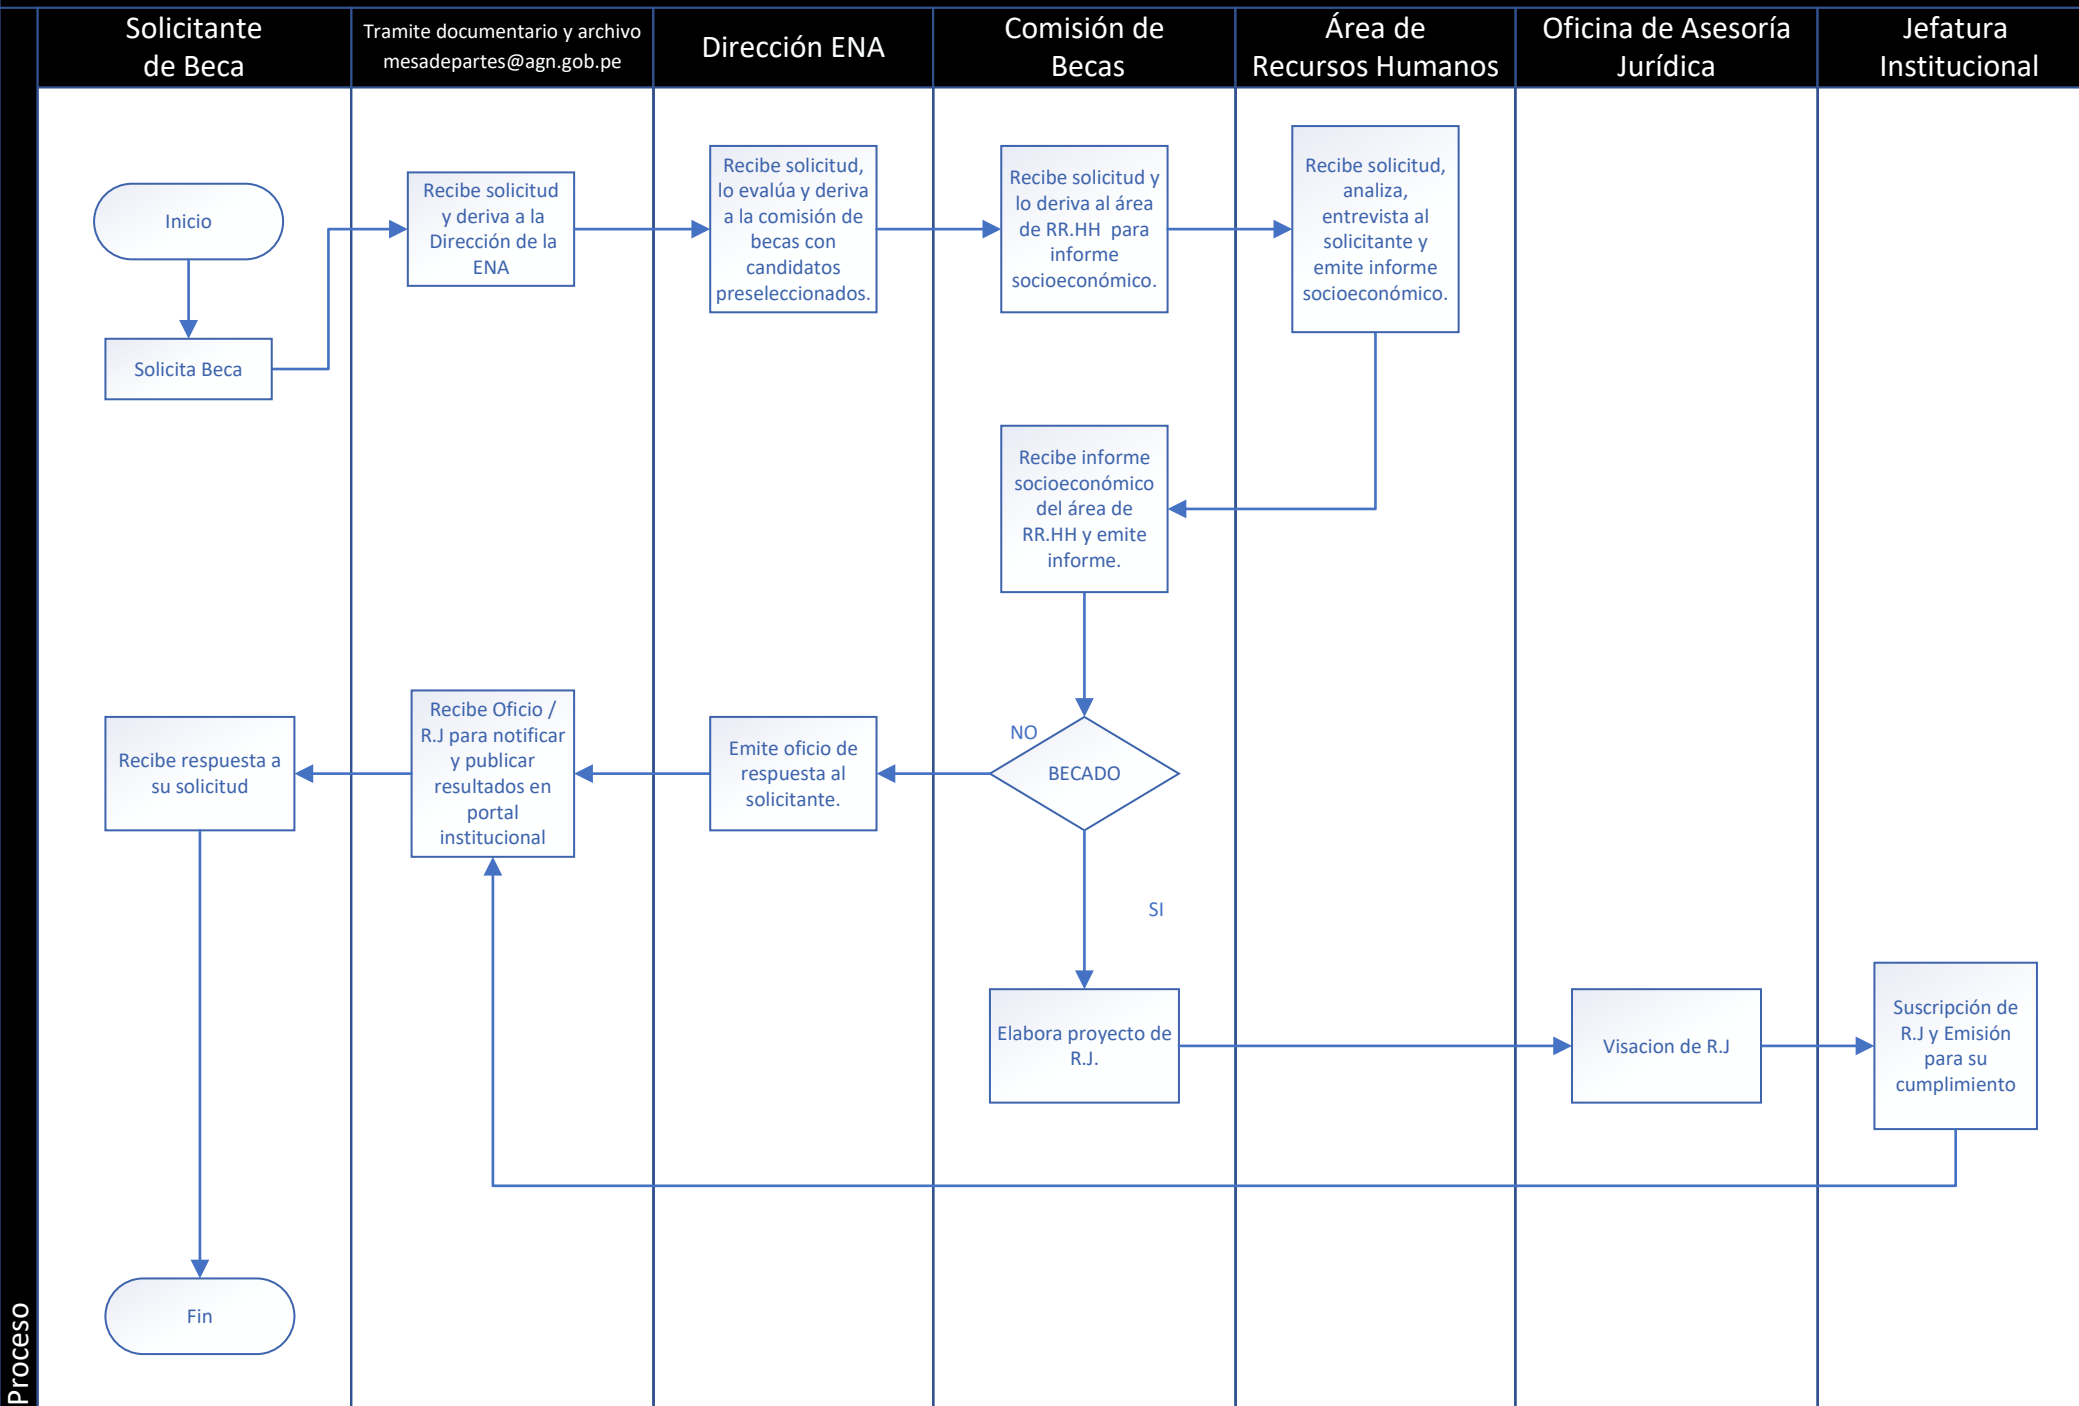 Solicitante
de Beca
Tramite documentario y archivo
mesadepartes@agn.gob.pe
Dirección ENA
Comisión de
Becas
Área de
Recursos Humanos
Oficina de Asesoría
Jurídica
Jefatura
Institucional
Inicio
Recibe solicitud
y deriva a la
Dirección de la
ENA
Recibe solicitud,
lo evalúa y deriva
a la comisión de
becas con
candidatos
preseleccionados.
Recibe solicitud y
lo deriva al área
de RR.HH para
informe
socioeconómico.
Recibe solicitud,
analiza,
entrevista al
solicitante y
emite informe
socioeconómico.
Solicita Beca
Recibe informe
socioeconómico
del área de
RR.HH y emite
informe.
Recibe respuesta a
su solicitud
Recibe Oficio /
R.J para notificar
y publicar
resultados en
portal
institucional
Emite oficio de
respuesta al
solicitante.
NO
BECADO
SI
Elabora proyecto de
R.J.
Visacion de R.J
Suscripción de
R.J y Emisión
para su
cumplimiento
Fin
Proceso